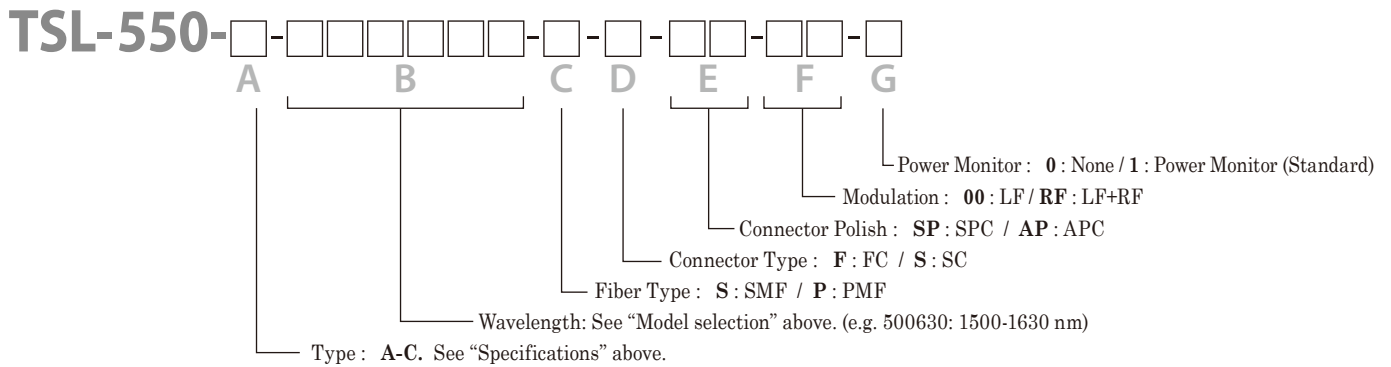 TSL-550-□-□□□□□□-□-□-□□-□□-□
A B C D E F G
Power Monitor : 0 : None / 1 : Power Monitor (Standard)
Modulation : 00 : LF / RF : LF+RF
Connector Polish : SP : SPC / AP : APC
Connector Type : F : FC / S : SC
Fiber Type : S : SMF / P : PMF
Wavelength: See “Model selection” above. (e.g. 500630: 1500-1630 nm)
Type : A-C. See “Specifications” above.